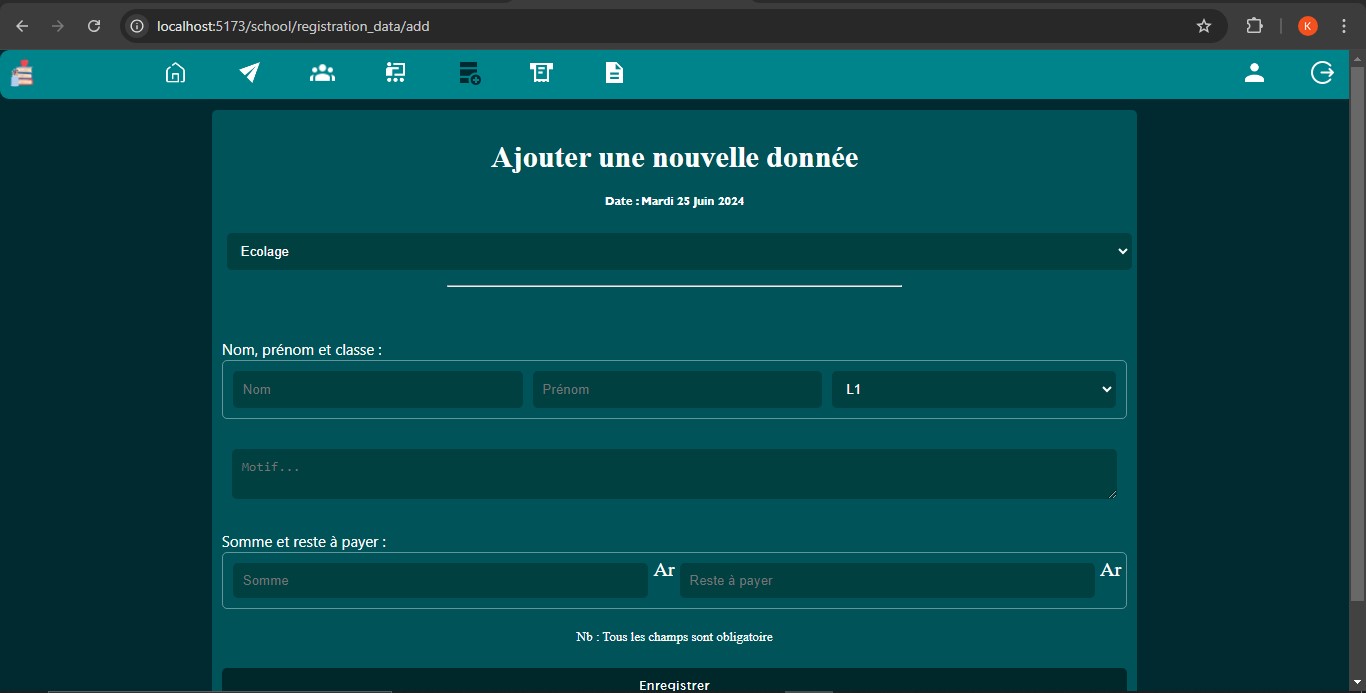 localhost:5173/school/registration_data/add
K
Ajouter une nouvelle donnée
Date : Mardi 25 Juin 2024
Ecolage
Nom, prénom et classe :
Nom Prénom L1
Motif...
Somme et reste à payer :
Somme Ar Reste à payer Ar
Nb : Tous les champs sont obligatoire
Enregistrer